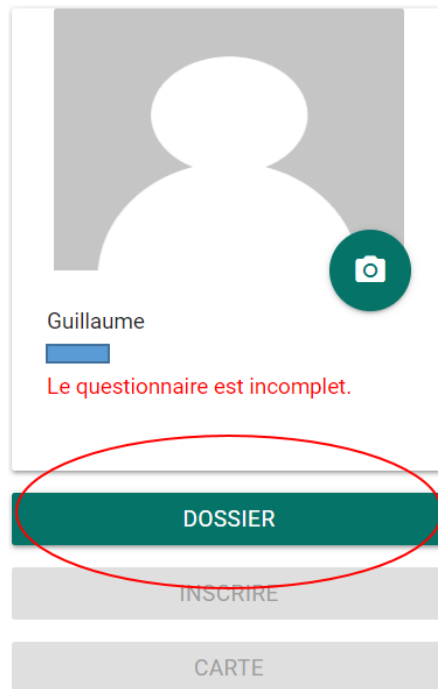 Guillaume
Le questionnaire est incomplet.
DOSSIER
INSCRIRE
CARTE